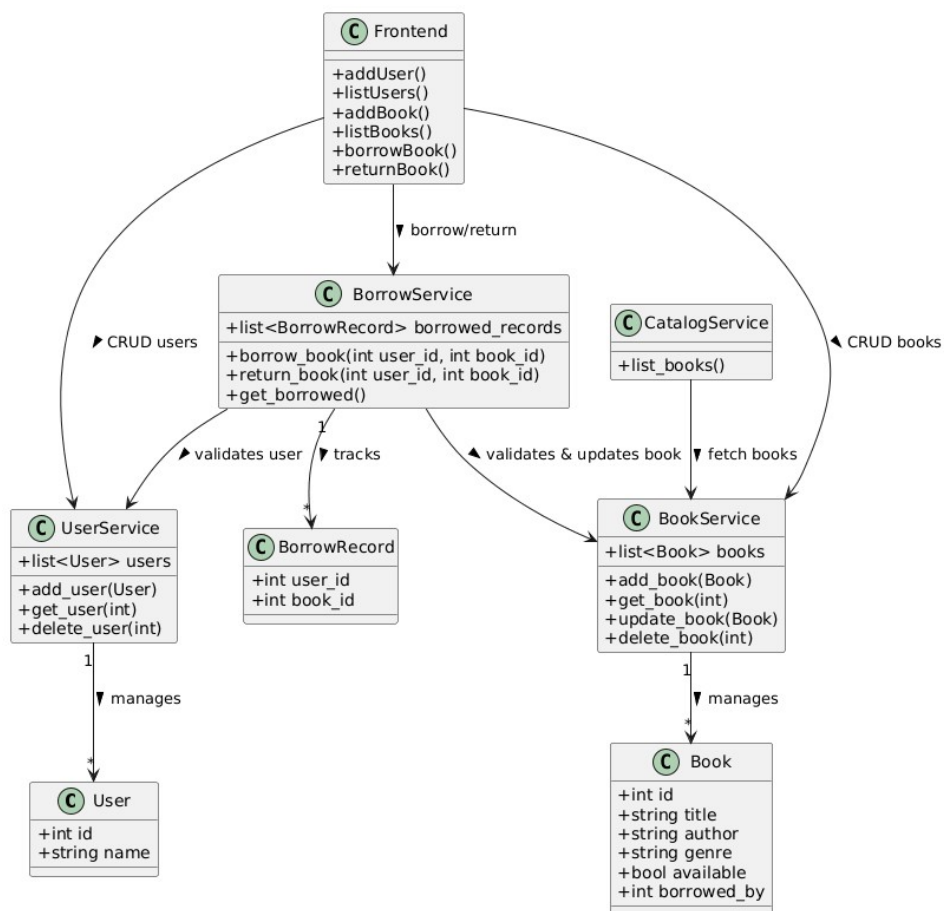 C Frontend
+addUser()
+listUsers()
+addBook()
+listBooks()
+borrowBook()
+returnBook()
borrow/return
CRUD users
CRUD books
C BorrowService
+list<BorrowRecord> borrowed_records
+borrow_book(int user_id, int book_id)
+return_book(int user_id, int book_id)
+get_borrowed()
C CatalogService
+list_books()
validates user
1
tracks
*
validates & updates book
fetch books
C UserService
+list<User> users
+add_user(User)
+get_user(int)
+delete_user(int)
C BorrowRecord
+int user_id
+int book_id
C BookService
+list<Book> books
+add_book(Book)
+get_book(int)
+update_book(Book)
+delete_book(int)
1
manages
*
1
manages
*
C User
+int id
+string name
C Book
+int id
+string title
+string author
+string genre
+bool available
+int borrowed_by